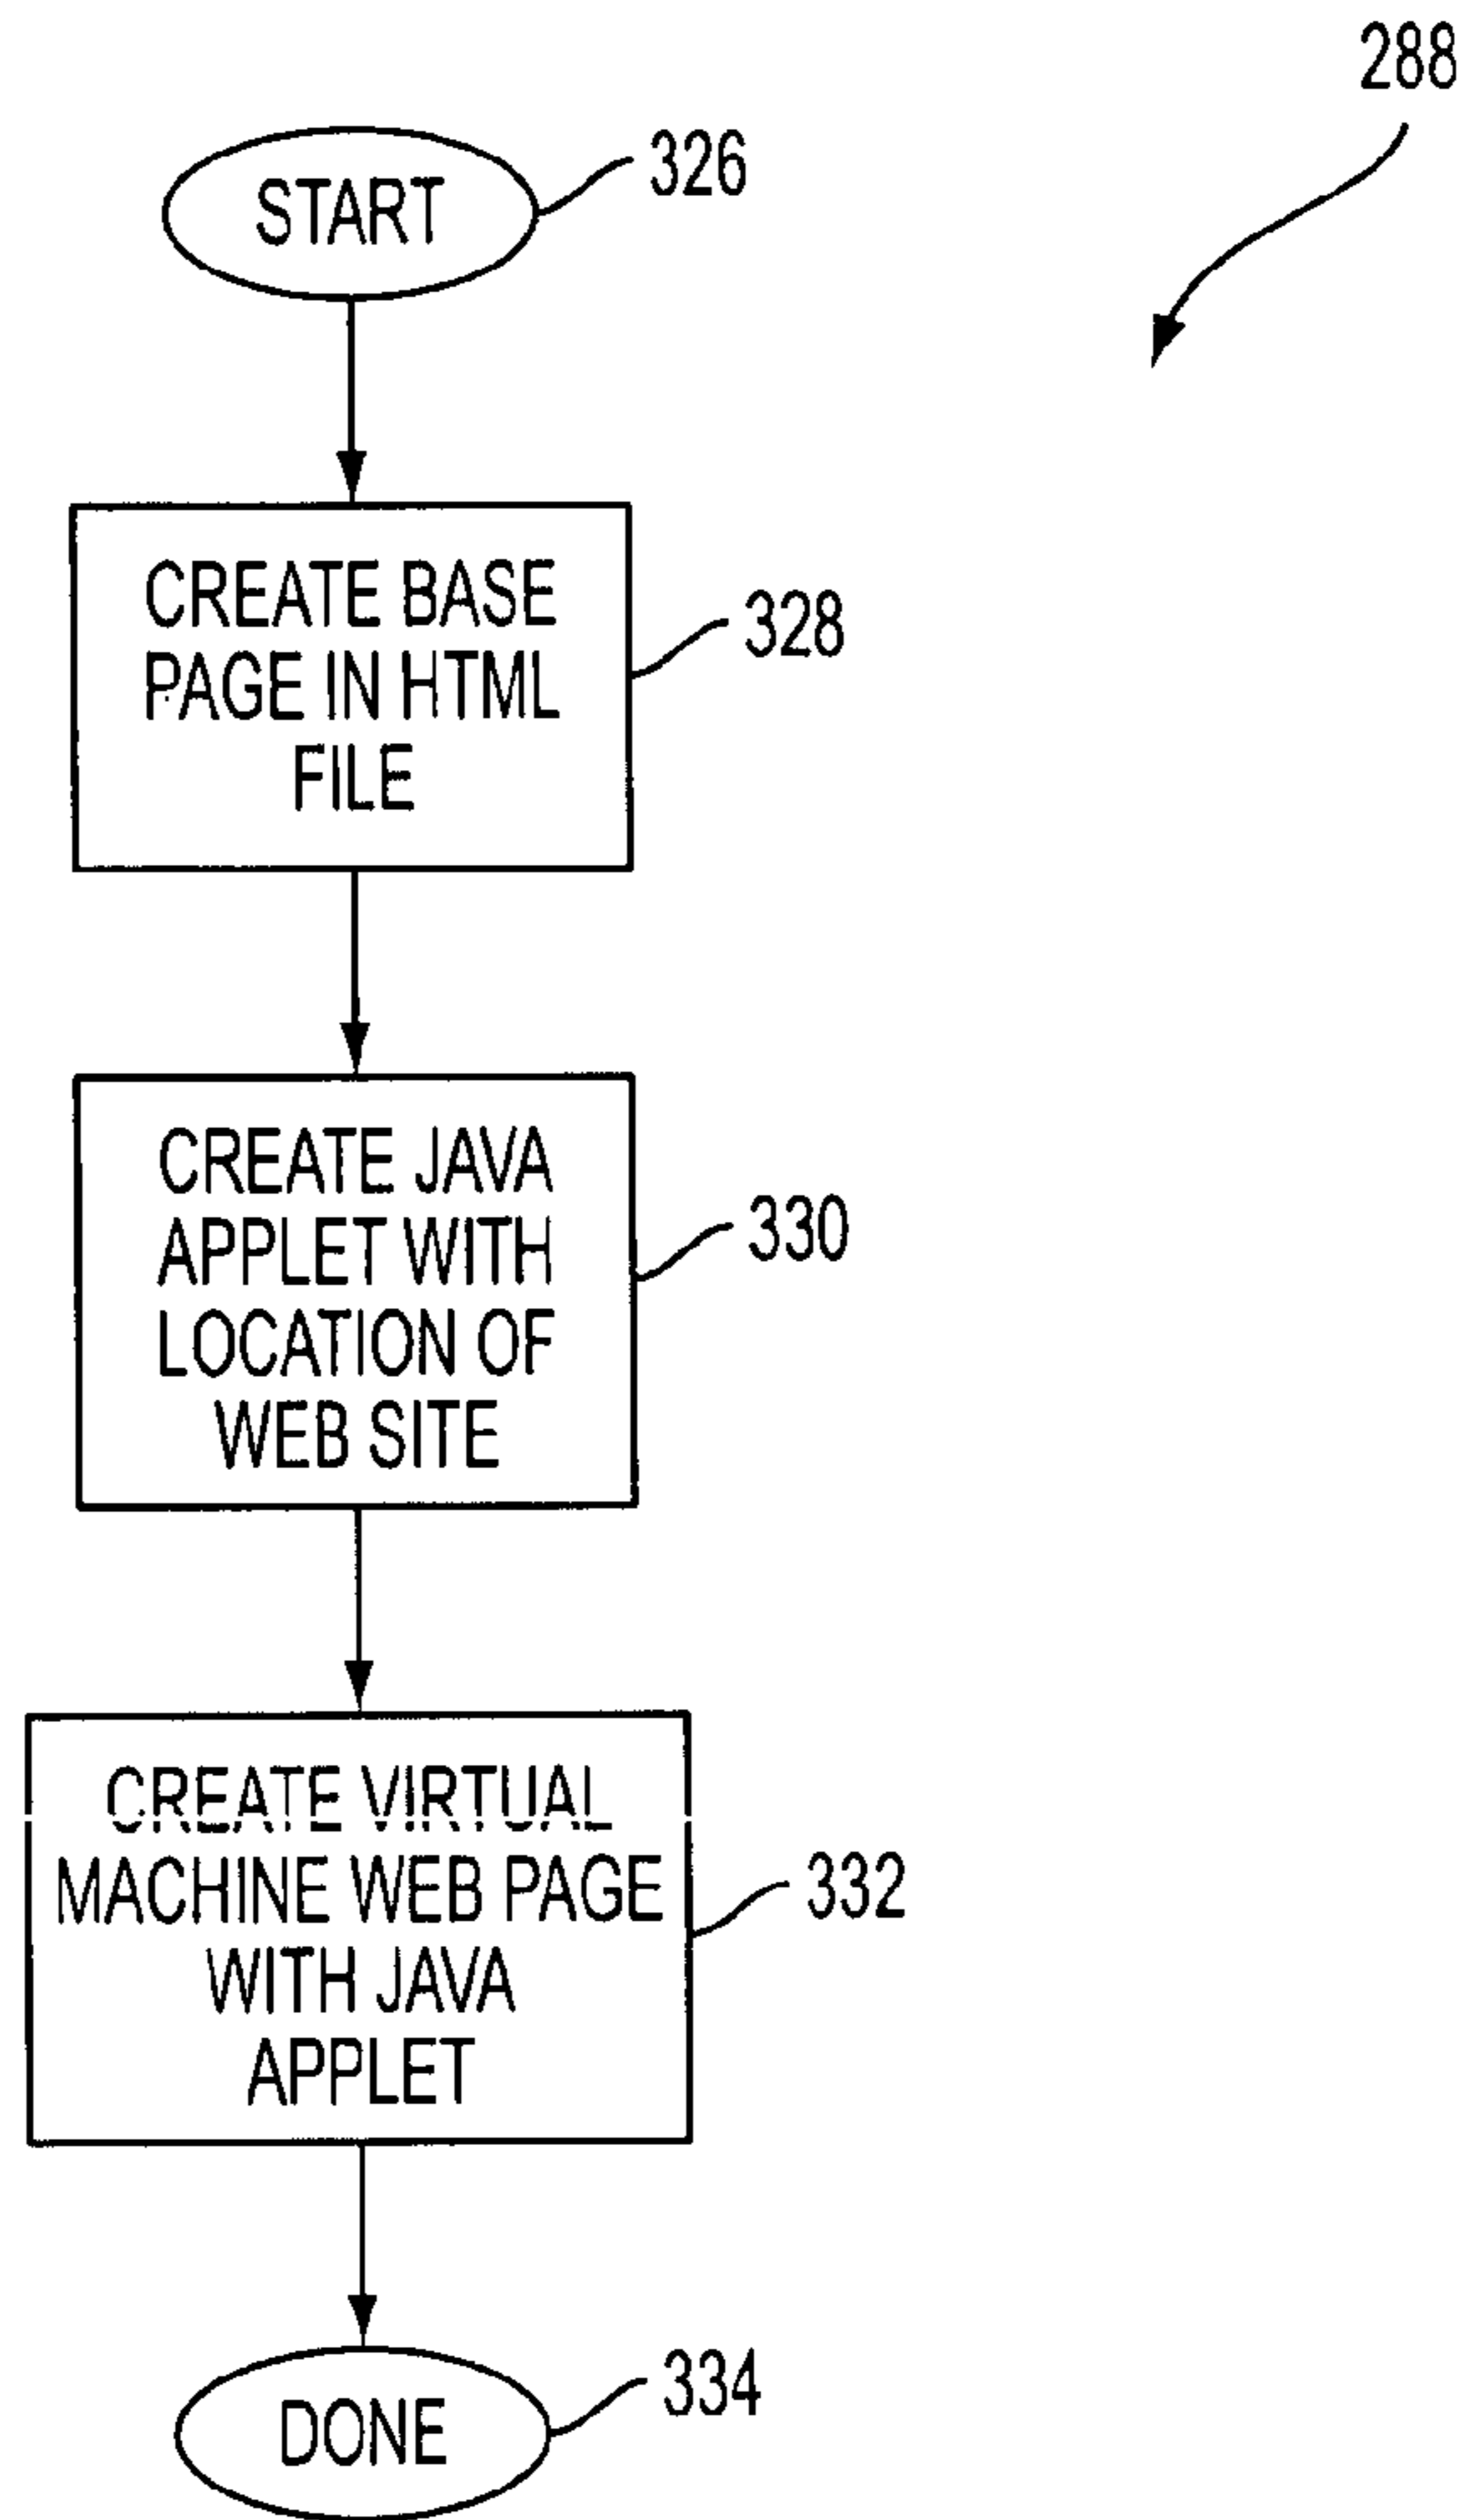 288
START
326
CREATE BASE
PAGE IN HTML
FILE
328
CREATE JAVA
APPLET WITH
LOCATION OF
WEB SITE
330
CREATE VIRTUAL
MACHINE WEB PAGE
WITH JAVA
APPLET
332
DONE
334